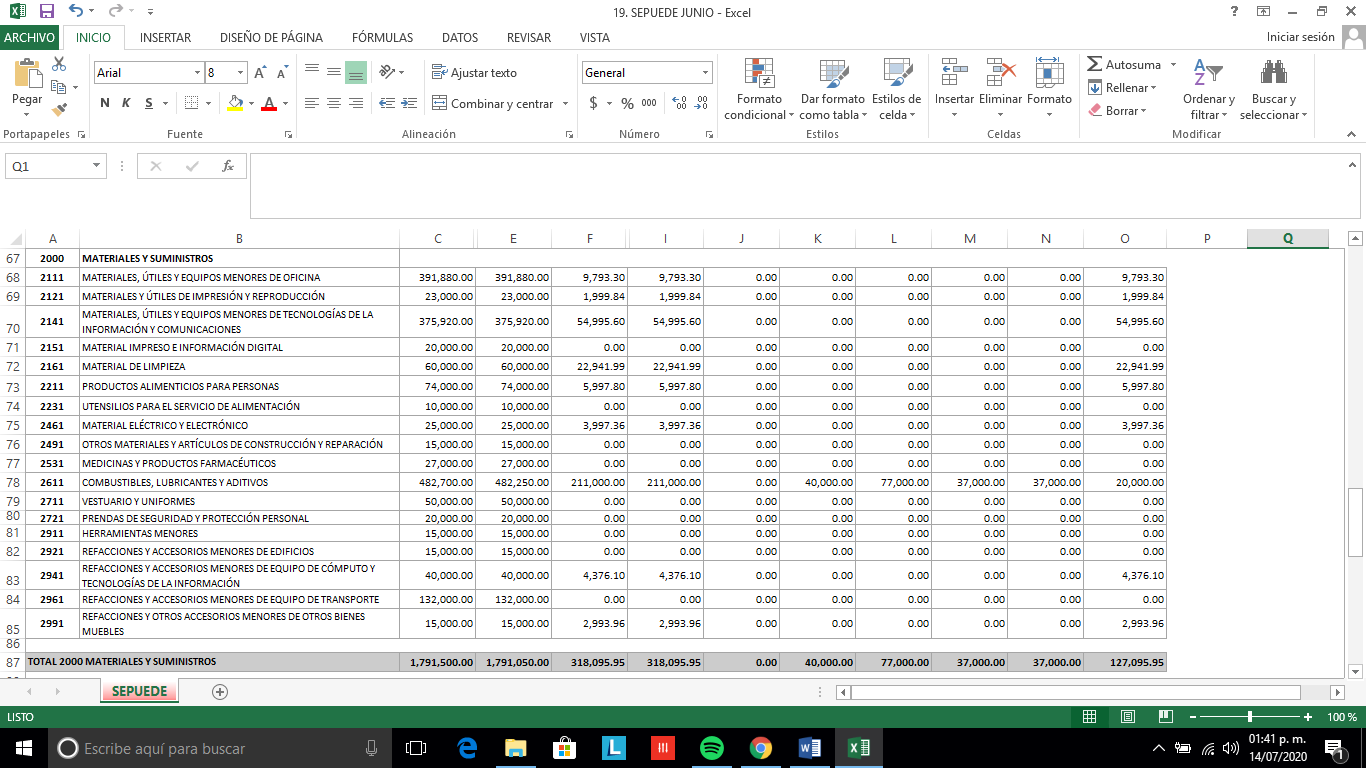 19. SEPUEDE JUNIO - Excel
ARCHIVO INICIO INSERTAR DISEÑO DE PÁGINA FÓRMULAS DATOS REVISAR VISTA Iniciar sesión
Pegar
Portapapeles
Arial 8
N K S
Fuente
Ajustar texto
Combinar y centrar
Alineación
General
$ % 000
Número
Formato condicional
Dar formato como tabla
Estilos de celda
Estilos
Insertar Eliminar Formato
Celdas
Autosuma
Rellenar
Borrar
Ordenar y filtrar
Buscar y seleccionar
Modificar
Q1 fx
A B C E F I J K L M N O P Q
67 2000 MATERIALES Y SUMINISTROS
68 2111 MATERIALES, ÚTILES Y EQUIPOS MENORES DE OFICINA 391,880.00 391,880.00 9,793.30 9,793.30 0.00 0.00 0.00 0.00 0.00 9,793.30
69 2121 MATERIALES Y ÚTILES DE IMPRESIÓN Y REPRODUCCIÓN 23,000.00 23,000.00 1,999.84 1,999.84 0.00 0.00 0.00 0.00 0.00 1,999.84
70 2141 MATERIALES, ÚTILES Y EQUIPOS MENORES DE TECNOLOGÍAS DE LA
INFORMACIÓN Y COMUNICACIONES 375,920.00 375,920.00 54,995.60 54,995.60 0.00 0.00 0.00 0.00 0.00 54,995.60
71 2151 MATERIAL IMPRESO E INFORMACIÓN DIGITAL 20,000.00 20,000.00 0.00 0.00 0.00 0.00 0.00 0.00 0.00 0.00
72 2161 MATERIAL DE LIMPIEZA 60,000.00 60,000.00 22,941.99 22,941.99 0.00 0.00 0.00 0.00 0.00 22,941.99
73 2211 PRODUCTOS ALIMENTICIOS PARA PERSONAS 74,000.00 74,000.00 5,997.80 5,997.80 0.00 0.00 0.00 0.00 0.00 5,997.80
74 2231 UTENSILIOS PARA EL SERVICIO DE ALIMENTACIÓN 10,000.00 10,000.00 0.00 0.00 0.00 0.00 0.00 0.00 0.00 0.00
75 2461 MATERIAL ELÉCTRICO Y ELECTRÓNICO 25,000.00 25,000.00 3,997.36 3,997.36 0.00 0.00 0.00 0.00 0.00 3,997.36
76 2491 OTROS MATERIALES Y ARTÍCULOS DE CONSTRUCCIÓN Y REPARACIÓN 15,000.00 15,000.00 0.00 0.00 0.00 0.00 0.00 0.00 0.00 0.00
77 2531 MEDICINAS Y PRODUCTOS FARMACÉUTICOS 27,000.00 27,000.00 0.00 0.00 0.00 0.00 0.00 0.00 0.00 0.00
78 2611 COMBUSTIBLES, LUBRICANTES Y ADITIVOS 482,700.00 482,250.00 211,000.00 211,000.00 0.00 40,000.00 77,000.00 37,000.00 37,000.00 20,000.00
79 2711 VESTUARIO Y UNIFORMES 50,000.00 50,000.00 0.00 0.00 0.00 0.00 0.00 0.00 0.00 0.00
80 2721 PRENDAS DE SEGURIDAD Y PROTECCIÓN PERSONAL 20,000.00 20,000.00 0.00 0.00 0.00 0.00 0.00 0.00 0.00 0.00
81 2911 HERRAMIENTAS MENORES 15,000.00 15,000.00 0.00 0.00 0.00 0.00 0.00 0.00 0.00 0.00
82 2921 REFACCIONES Y ACCESORIOS MENORES DE EDIFICIOS 15,000.00 15,000.00 0.00 0.00 0.00 0.00 0.00 0.00 0.00 0.00
83 2941 REFACCIONES Y ACCESORIOS MENORES DE EQUIPO DE CÓMPUTO Y
TECNOLOGÍAS DE LA INFORMACIÓN 40,000.00 40,000.00 4,376.10 4,376.10 0.00 0.00 0.00 0.00 0.00 4,376.10
84 2961 REFACCIONES Y ACCESORIOS MENORES DE EQUIPO DE TRANSPORTE 132,000.00 132,000.00 0.00 0.00 0.00 0.00 0.00 0.00 0.00 0.00
85 2991 REFACCIONES Y OTROS ACCESORIOS MENORES DE OTROS BIENES
MUEBLES 15,000.00 15,000.00 2,993.96 2,993.96 0.00 0.00 0.00 0.00 0.00 2,993.96
86
87 TOTAL 2000 MATERIALES Y SUMINISTROS 1,791,500.00 1,791,050.00 318,095.95 318,095.95 0.00 40,000.00 77,000.00 37,000.00 37,000.00 127,095.95
SEPUEDE
LISTO 100 %
Escribe aquí para buscar
01:41 p. m.
14/07/2020